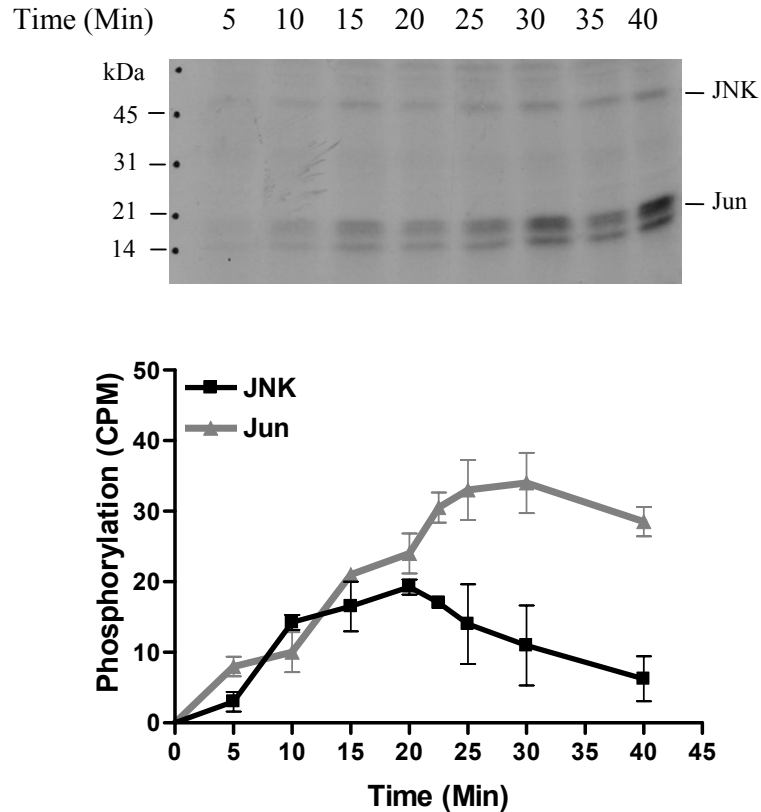 Time (Min) 5 10 15 20 25 30 35 40
kDa
JNK
45
31
Jun
21
14
50
JNK
Jun
40
30
20
10
0
Phosphorylation (CPM)
0 5 10 15 20 25 30 35 40 45
Time (Min)